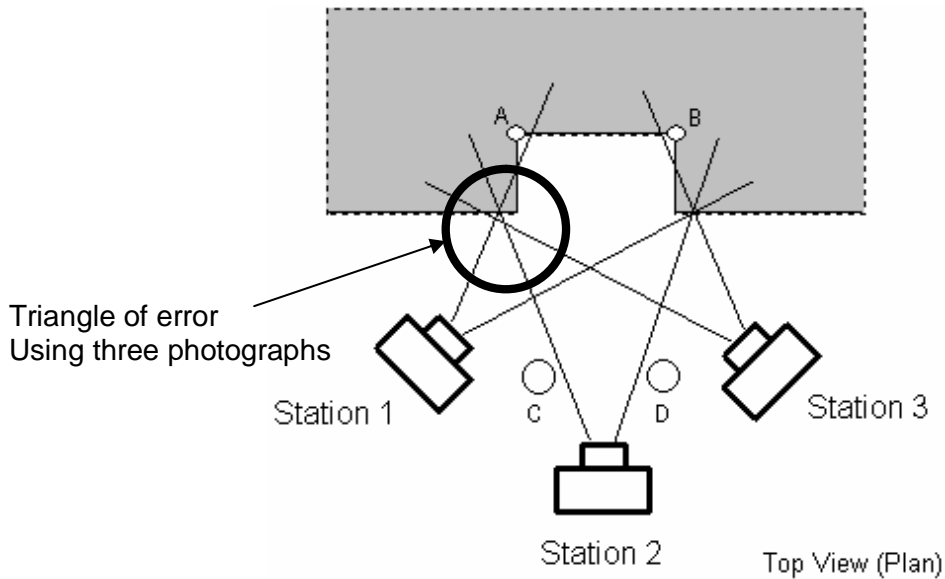 A
B
Triangle of error
Using three photographs
Station 1
C
D
Station 3
Station 2
Top View (Plan)